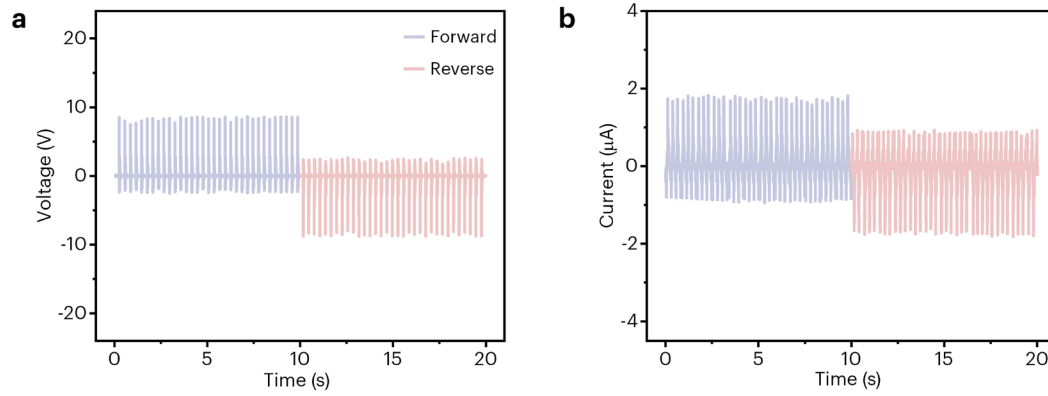 a
20
10
0
-10
-20
Voltage (V)
0 5 10 15 20
Time (s)
Forward
Reverse
b
4
2
0
-2
-4
Current (μA)
0 5 10 15 20
Time (s)